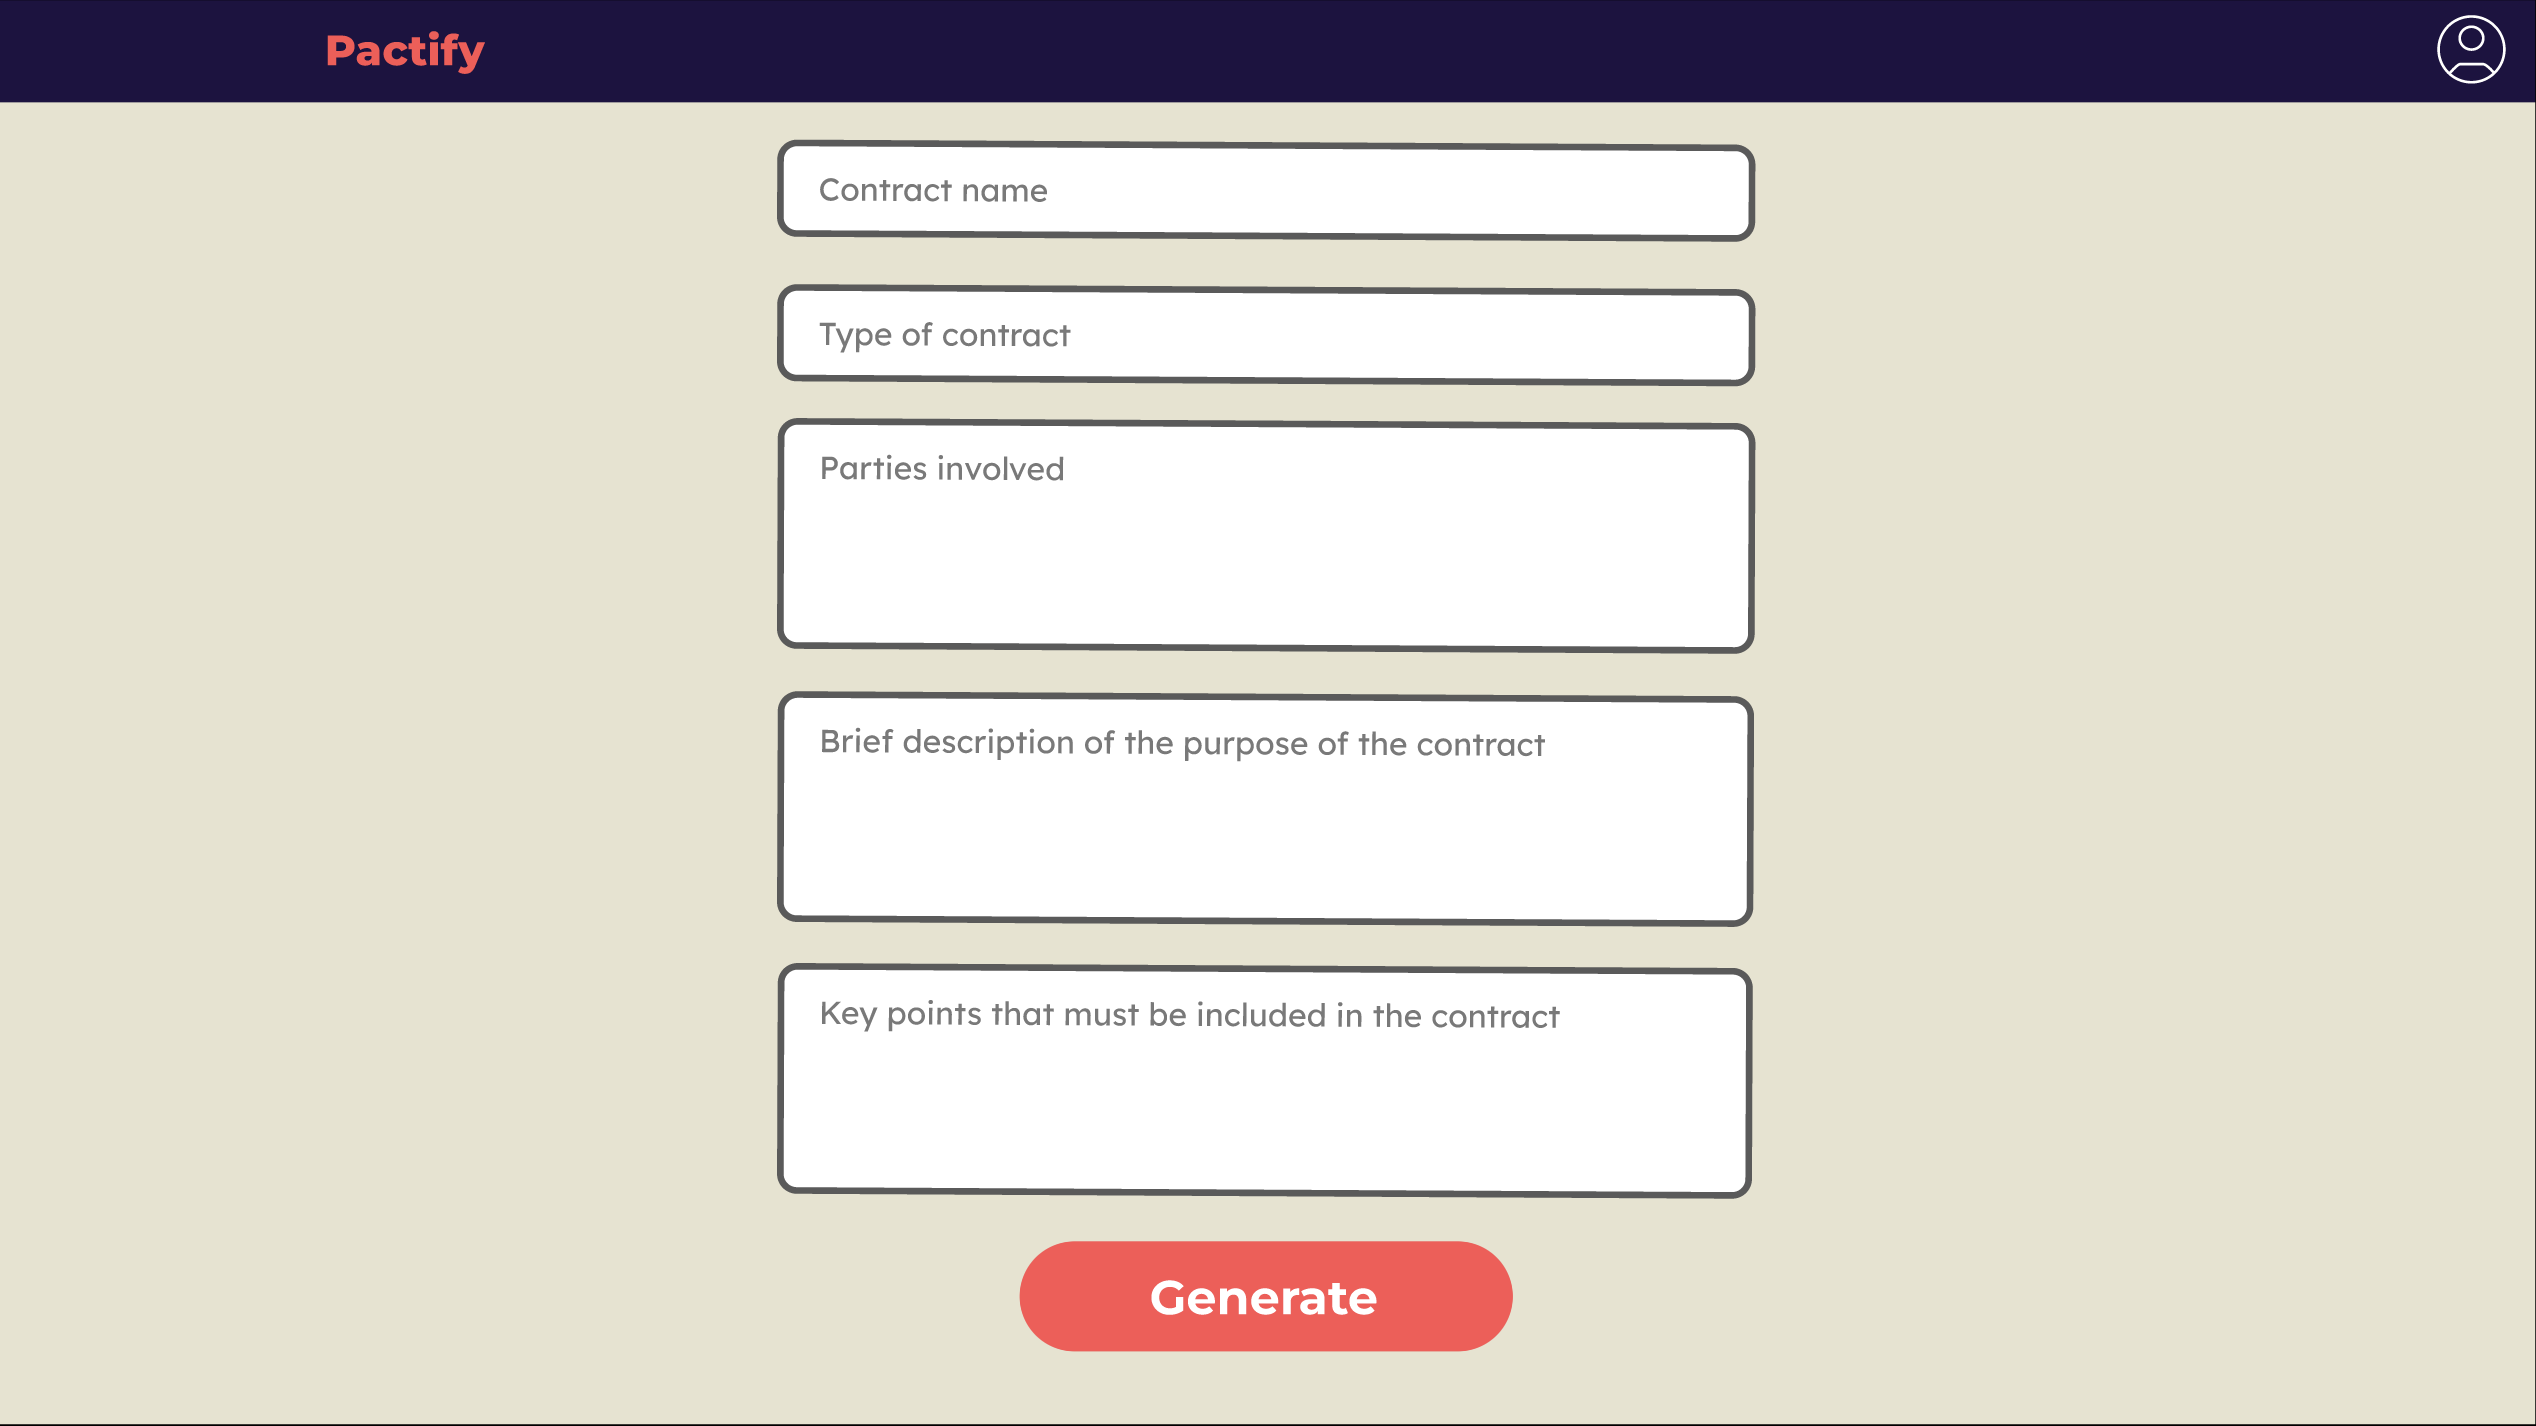 Pactify
Contract name
Type of contract
Parties involved
Brief description of the purpose of the contract
Key points that must be included in the contract
Generate